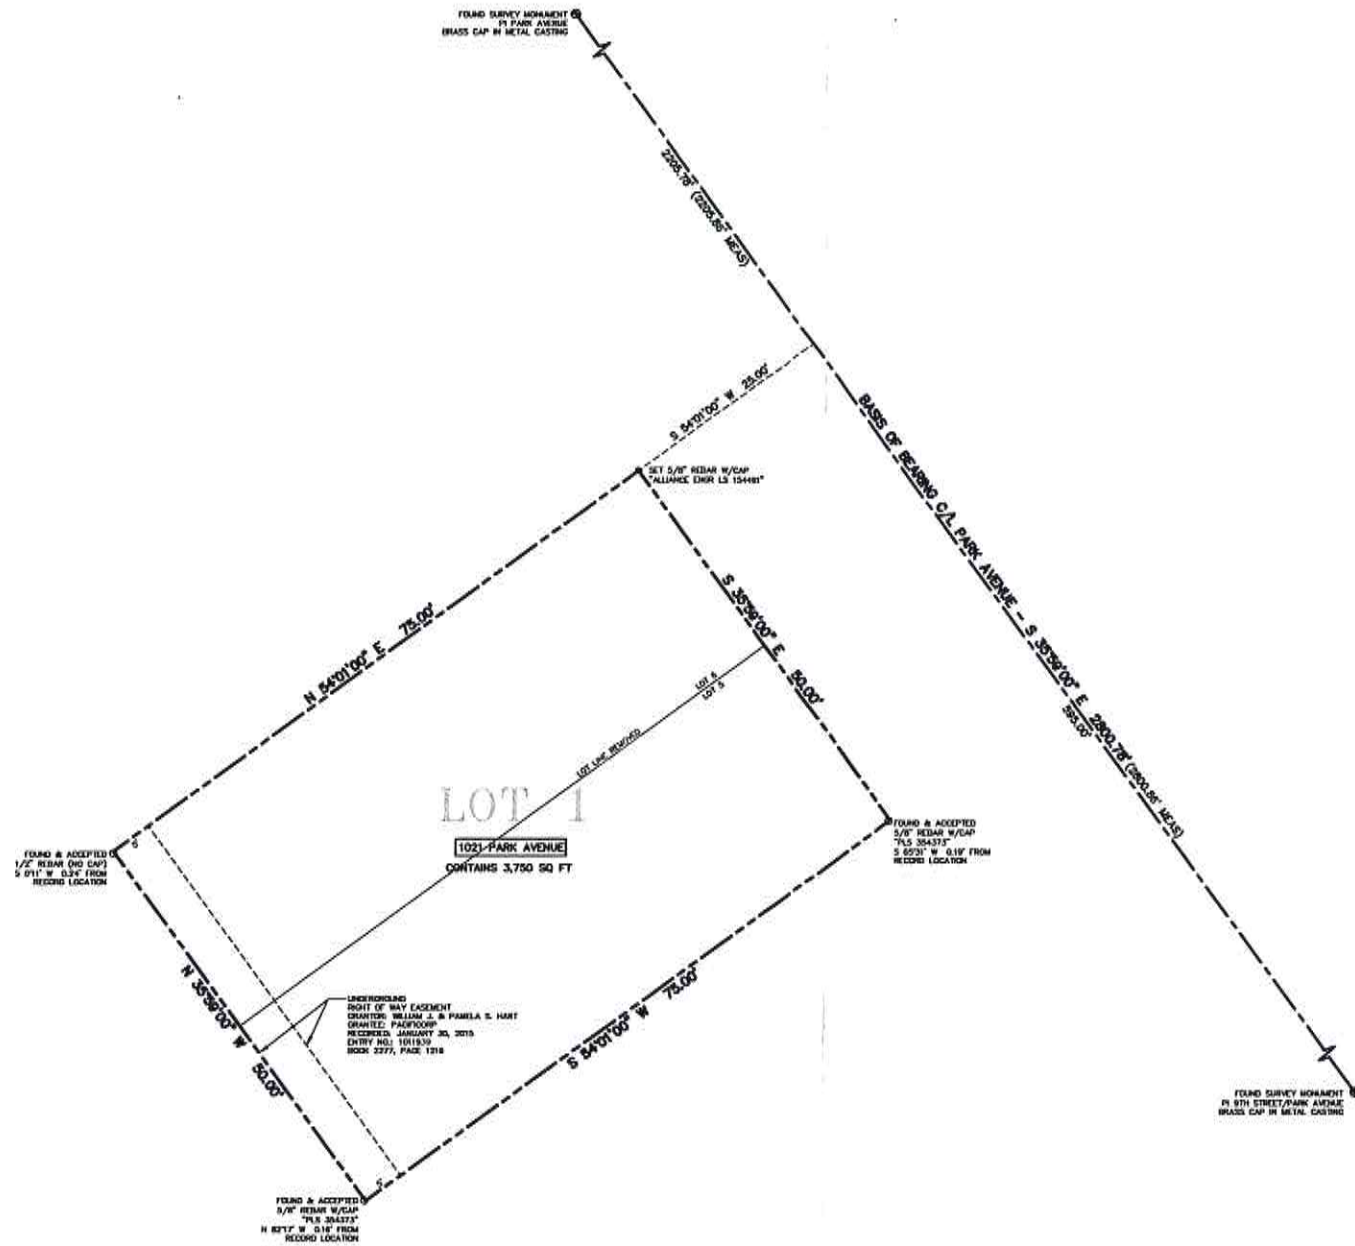 FOUND SURVEY MONUMENT
PI PARK AVENUE
BRASS CAP IN METAL CASTING
2205.78' (2205.86' MEAS)
S 54°01'00" W 25.00'
BASIS OF BEARING C/L PARK AVENUE - S 35°59'00" E 2800.78' (2800.86' MEAS)
595.00'
SET 5/8" REBAR W/CAP
"ALLIANCE ENGR LS 154491"
N 54°01'00" E 75.00'
S 35°59'00" E 50.00'
LOT 6
LOT 5
LOT LINE REMOVED
LOT 1
1021 PARK AVENUE
CONTAINS 3,750 SQ FT
FOUND & ACCEPTED
5/8" REBAR W/CAP
"PLS 354373"
S 65°31' W 0.19' FROM
RECORD LOCATION
FOUND & ACCEPTED
1/2" REBAR (NO CAP)
S 0°11' W 0.24' FROM
RECORD LOCATION
5'
N 35°59'00" W 50.00'
UNDERGROUND
RIGHT OF WAY EASEMENT
GRANTOR: WILLIAM J. & PAMELA S. HART
GRANTEE: PACIFICORP
RECORDED: JANUARY 30, 2015
ENTRY NO.: 1011939
BOOK 2277, PAGE 1218
S 54°01'00" W 75.00'
5'
FOUND & ACCEPTED
5/8" REBAR W/CAP
"PLS 354373"
N 82°17' W 0.16' FROM
RECORD LOCATION
FOUND SURVEY MONUMENT
PI 9TH STREET/PARK AVENUE
BRASS CAP IN METAL CASTING